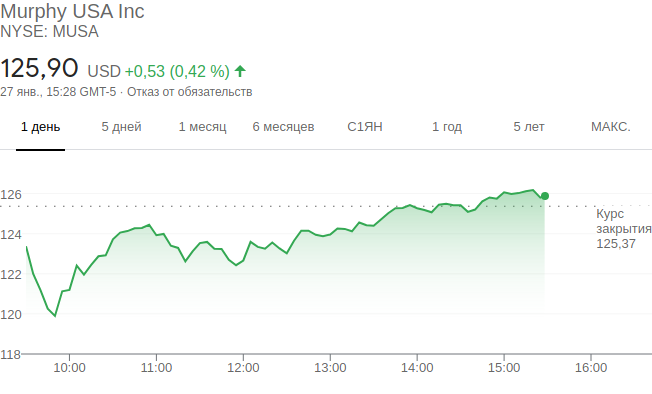 Murphy USA Inc
NYSE: MUSA
125,90 USD +0,53 (0,42 %)
27 янв., 15:28 GMT-5 · Отказ от обязательств
1 день 5 дней 1 месяц 6 месяцев С1ЯН 1 год 5 лет МАКС.
126
Курс
закрытия
125,37
124
122
120
118
10:00 11:00 12:00 13:00 14:00 15:00 16:00